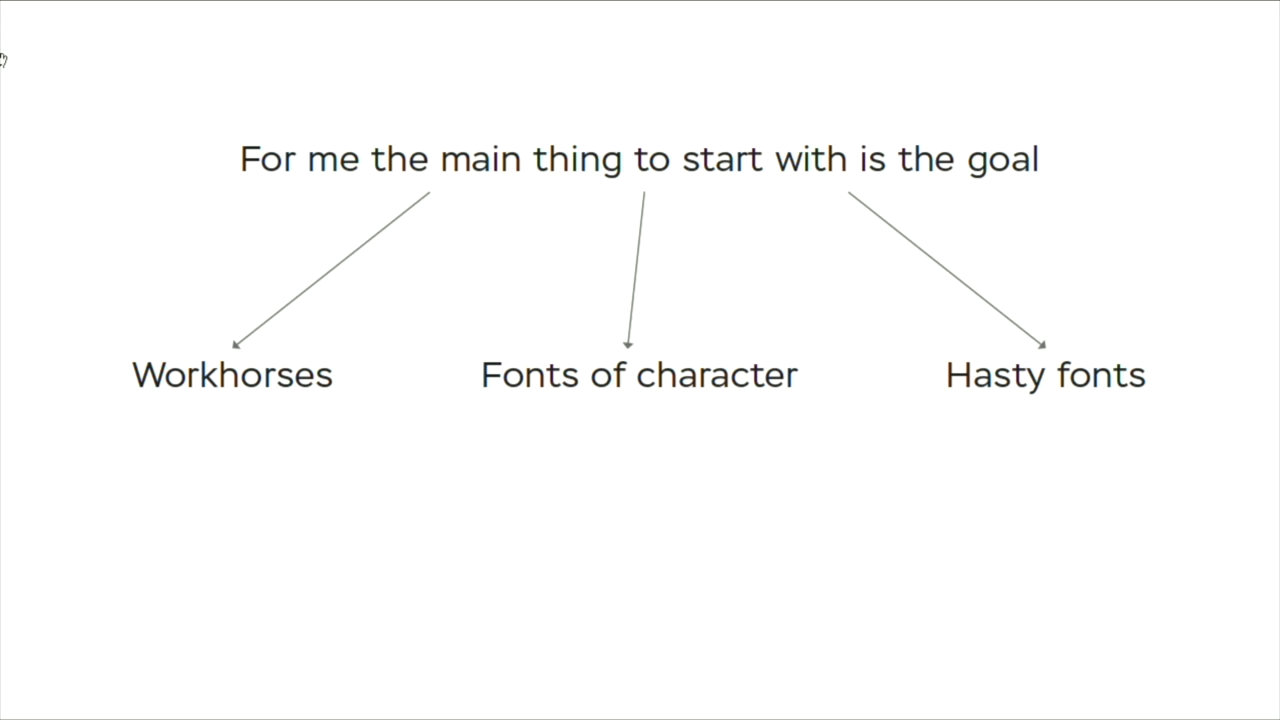 For me the main thing to start with is the goal
Workhorses
Fonts of character
Hasty fonts